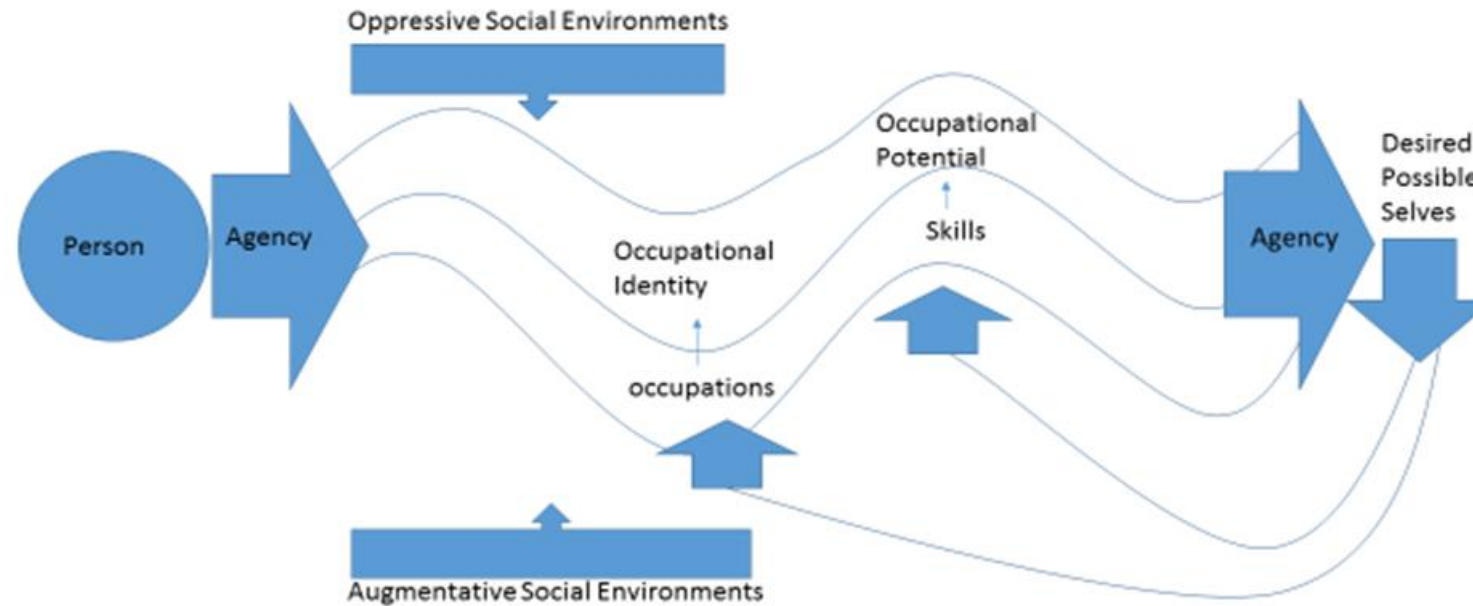 Oppressive Social Environments
Person
Agency
Occupational
Identity
occupations
Occupational
Potential
Skills
Agency
Desired
Possible
Selves
Augmentative Social Environments